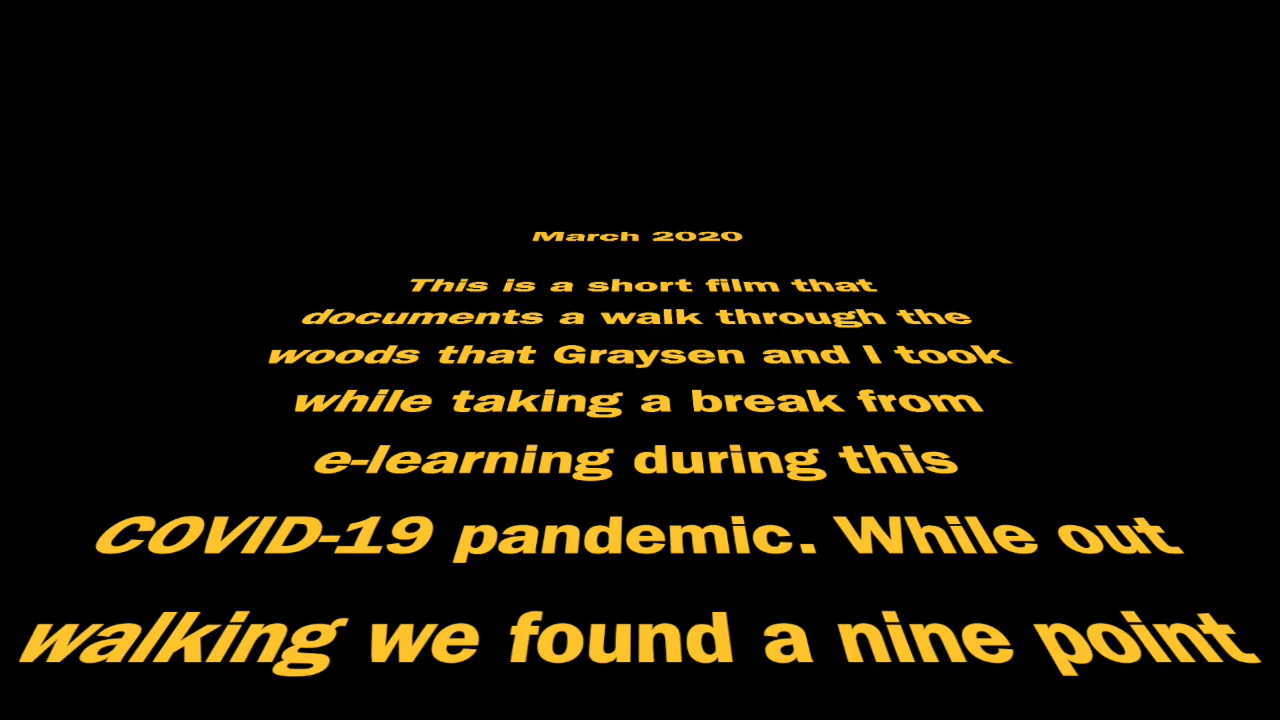 March 2020
This is a short film that
documents a walk through the
woods that Graysen and I took
while taking a break from
e-learning during this
COVID-19 pandemic. While out
walking we found a nine point